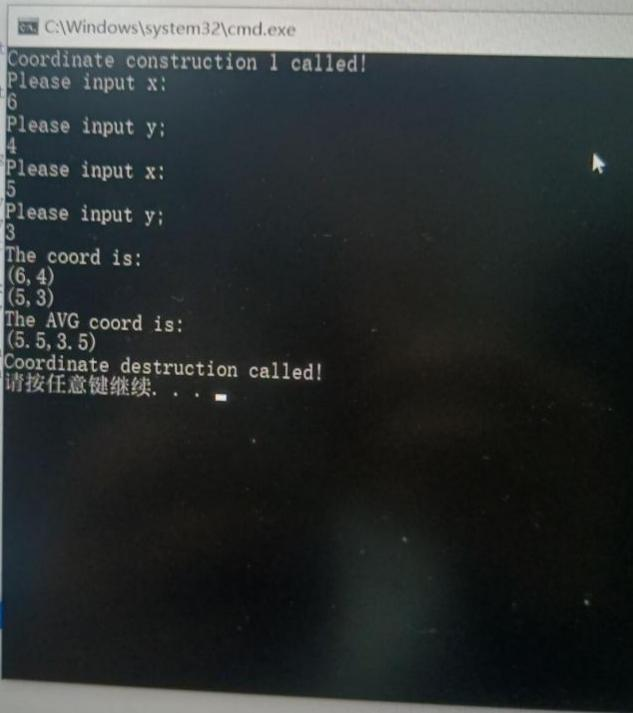 C:\Windows\system32\cmd.exe
Coordinate construction 1 called!
Please input x:
6
Please input y;
4
Please input x:
5
Please input y;
3
The coord is:
(6,4)
(5,3)
The AVG coord is:
(5.5,3.5)
Coordinate destruction called!
请按任意键继续. . .